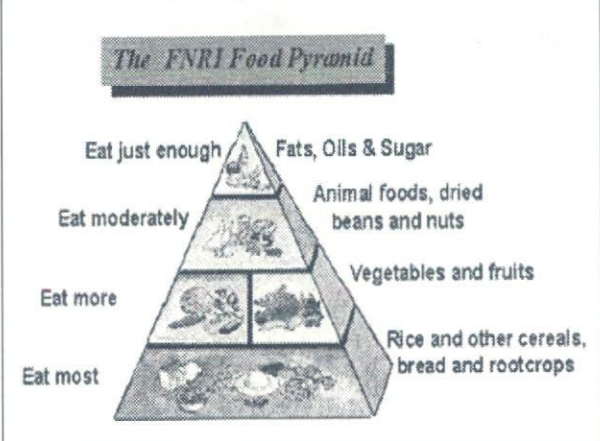 The FNRI Food Pyramid
Eat just enough
Fats, Oils & Sugar
Eat moderately
Animal foods, dried
beans and nuts
Eat more
Vegetables and fruits
Eat most
Rice and other cereals,
bread and rootcrops